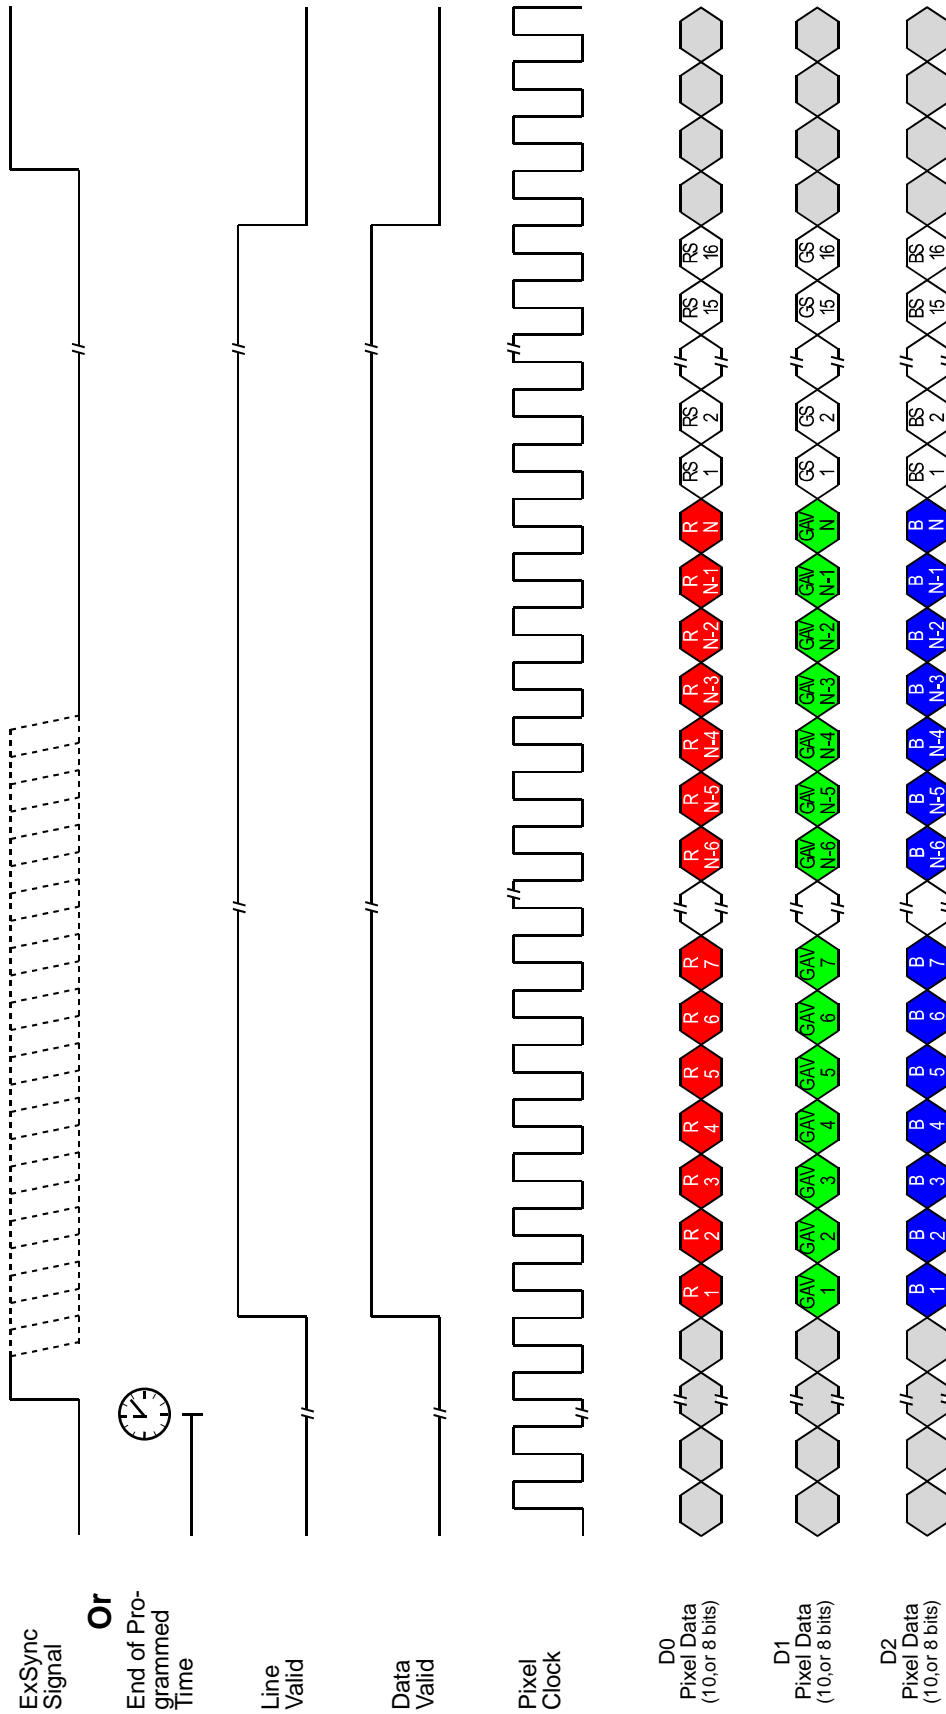 ExSync
Signal
Or
End of Pro-
grammed
Time
Line
Valid
Data
Valid
Pixel
Clock
D0
Pixel Data
(10,or 8 bits)
R 1
R 2
R 3
R 4
R 5
R 6
R 7
R N-6
R N-5
R N-4
R N-3
R N-2
R N-1
R N
RS 1
RS 2
RS 15
RS 16
D1
Pixel Data
(10,or 8 bits)
GAV 1
GAV 2
GAV 3
GAV 4
GAV 5
GAV 6
GAV 7
GAV N-6
GAV N-5
GAV N-4
GAV N-3
GAV N-2
GAV N-1
GAV N
GS 1
GS 2
GS 15
GS 16
D2
Pixel Data
(10,or 8 bits)
B 1
B 2
B 3
B 4
B 5
B 6
B 7
B N-6
B N-5
B N-4
B N-3
B N-2
B N-1
B N
BS 1
BS 2
BS 15
BS 16